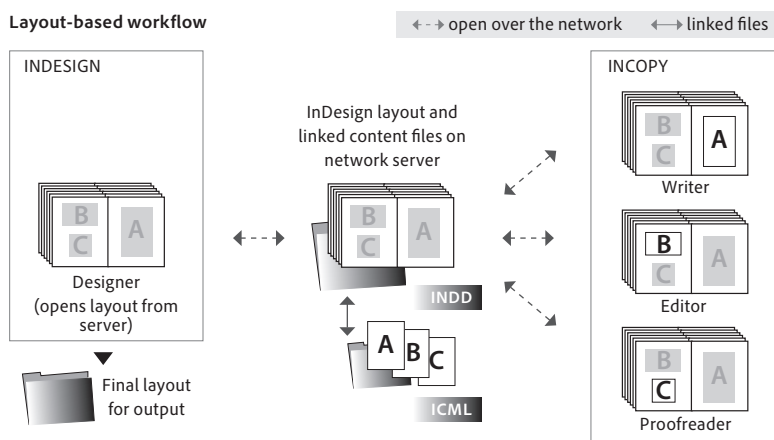 Layout-based workflow
open over the network
linked files
INDESIGN
B
C
A
Designer
(opens layout from
server)
Final layout
for output
InDesign layout and
linked content files on
network server
B
C
A
INDD
A
B
C
ICML
INCOPY
B
C
A
Writer
B
C
A
Editor
B
C
A
Proofreader